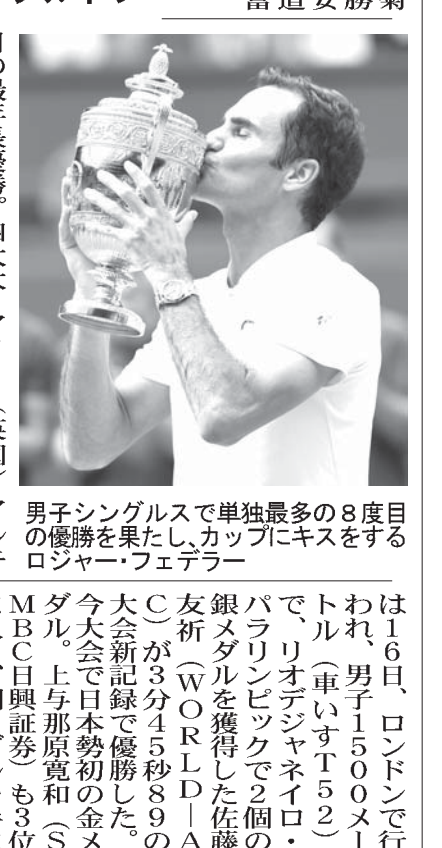 富道安勝菊
男子シングルスで単独最多の８度目
の優勝を果たし、カップにキスをする
ロジャー・フェデラー
は１６日、ロンドンで行
われ、男子１５００メー
トル（車いすＴ５２）
で、リオデジャネイロ・
パラリンピックで２個の
銀メダルを獲得した佐藤
友祈（ＷＯＲＬＤ―Ａ
Ｃ）が３分４５秒８９の
大会新記録で優勝した。
今大会で日本勢初の金メ
ダル。上与那原寛和（Ｓ
ＭＢＣ日興証券）も３位